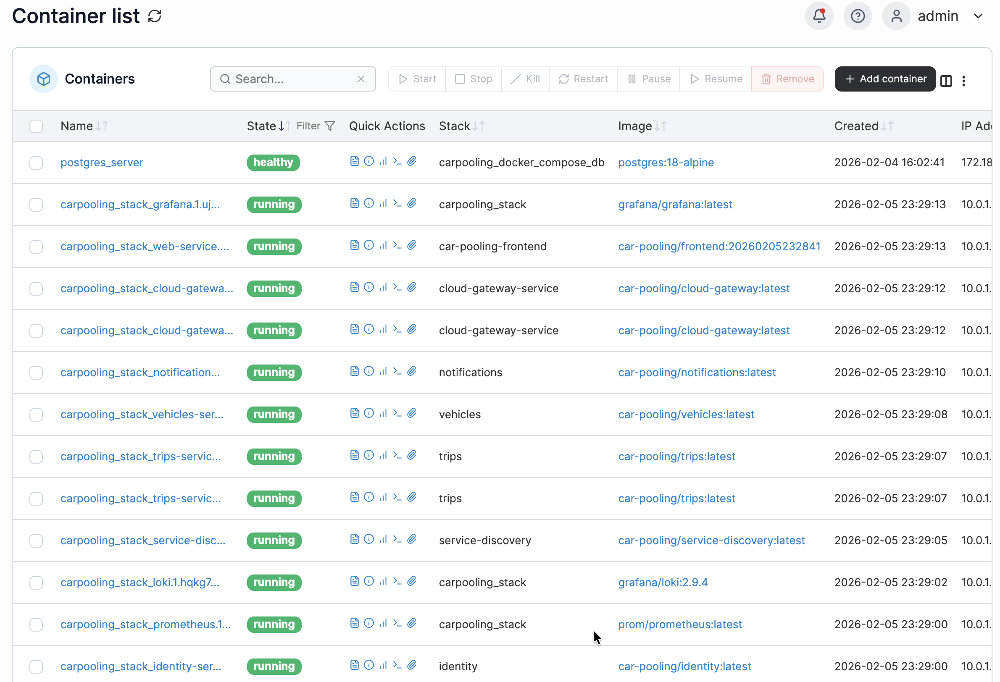 Container list admin
Containers Search... Start Stop Kill Restart Pause Resume Remove + Add container
Name State Filter Quick Actions Stack Image Created IP Ad
postgres_server healthy carpooling_docker_compose_db postgres:18-alpine 2026-02-04 16:02:41 172.18
carpooling_stack_grafana.1.uj... running carpooling_stack grafana/grafana:latest 2026-02-05 23:29:13 10.0.1.
carpooling_stack_web-service.... running car-pooling-frontend car-pooling/frontend:20260205232841 2026-02-05 23:29:13 10.0.1.
carpooling_stack_cloud-gatewa... running cloud-gateway-service car-pooling/cloud-gateway:latest 2026-02-05 23:29:12 10.0.1.
carpooling_stack_cloud-gatewa... running cloud-gateway-service car-pooling/cloud-gateway:latest 2026-02-05 23:29:12 10.0.1.
carpooling_stack_notification... running notifications car-pooling/notifications:latest 2026-02-05 23:29:10 10.0.1.
carpooling_stack_vehicles-ser... running vehicles car-pooling/vehicles:latest 2026-02-05 23:29:08 10.0.1.
carpooling_stack_trips-servic... running trips car-pooling/trips:latest 2026-02-05 23:29:07 10.0.1.
carpooling_stack_trips-servic... running trips car-pooling/trips:latest 2026-02-05 23:29:07 10.0.1.
carpooling_stack_service-disc... running service-discovery car-pooling/service-discovery:latest 2026-02-05 23:29:05 10.0.1.
carpooling_stack_loki.1.hqkg7... running carpooling_stack grafana/loki:2.9.4 2026-02-05 23:29:02 10.0.1.
carpooling_stack_prometheus.1... running carpooling_stack prom/prometheus:latest 2026-02-05 23:29:00 10.0.1.
carpooling_stack_identity-ser... running identity car-pooling/identity:latest 2026-02-05 23:29:00 10.0.1.